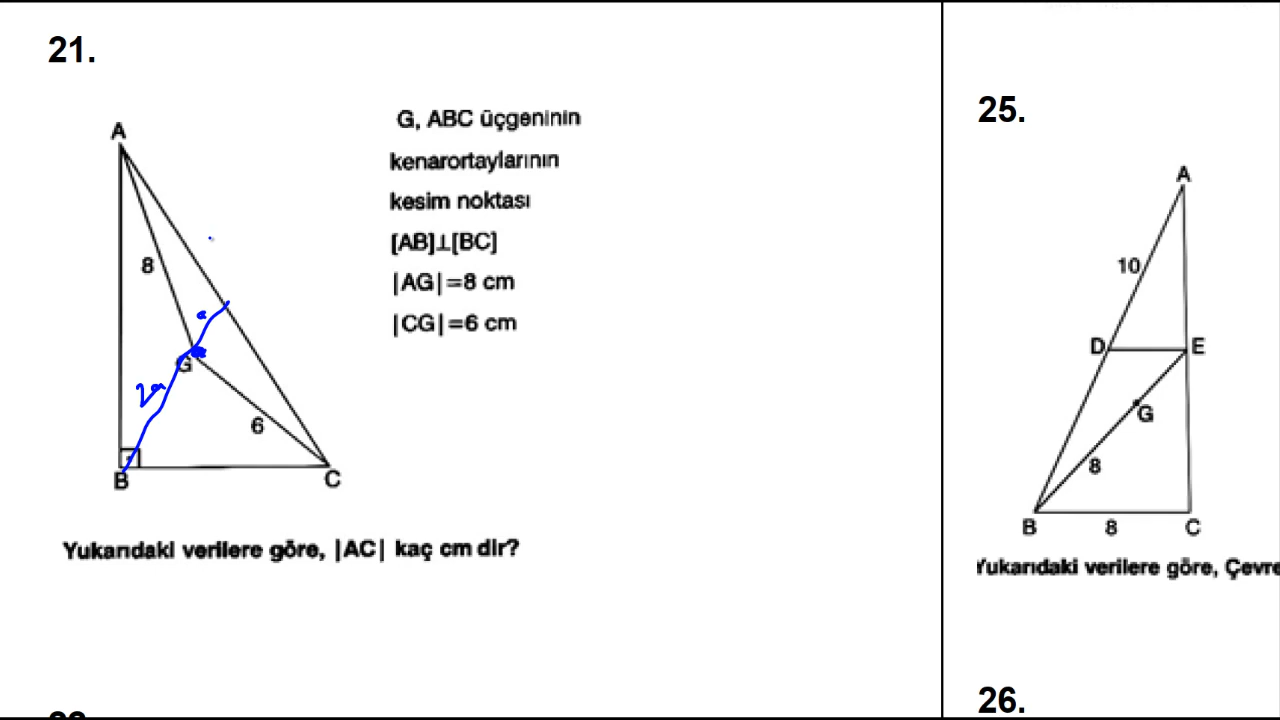 21.
A
8
a
G
2a
6
B
C
G, ABC üçgeninin
kenarortaylarının
kesim noktası
[AB]⊥[BC]
|AG|=8 cm
|CG|=6 cm
Yukarıdaki verilere göre, |AC| kaç cm dir?
25.
A
10
D
E
G
8
B
8
C
Yukarıdaki verilere göre, Çevre
26.